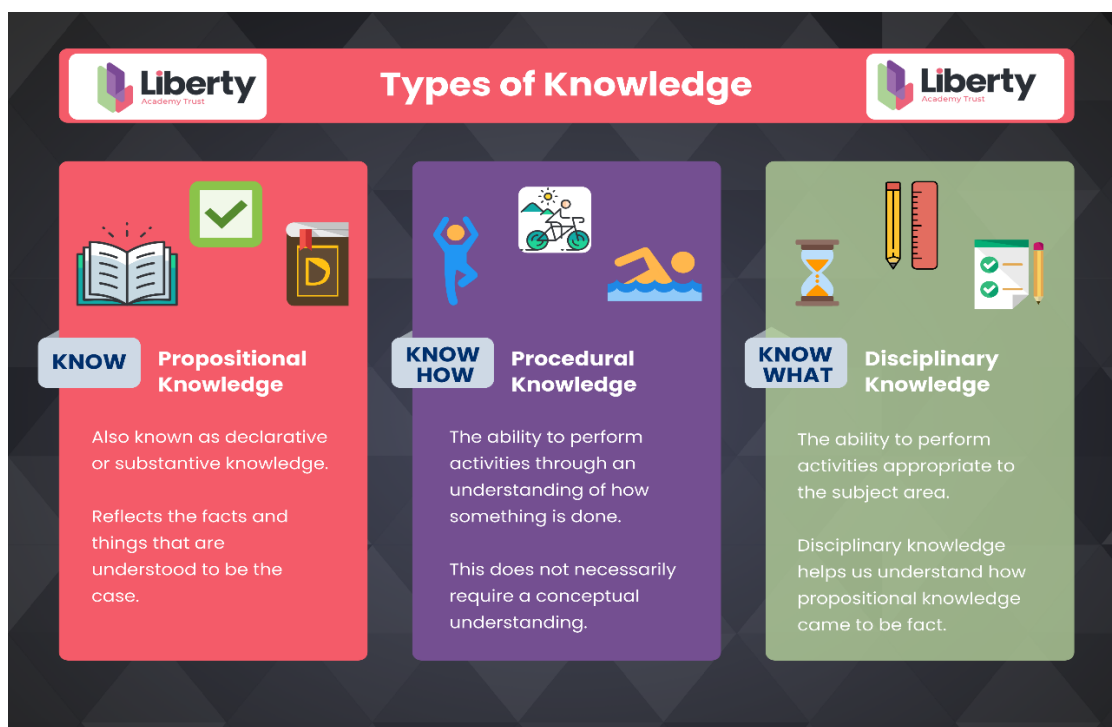 Liberty
Academy Trust
Types of Knowledge
Liberty
Academy Trust
D
KNOW
Propositional
Knowledge
Also known as declarative
or substantive knowledge.
Reflects the facts and
things that are
understood to be the
case.
KNOW
HOW
Procedural
Knowledge
The ability to perform
activities through an
understanding of how
something is done.
This does not necessarily
require a conceptual
understanding.
KNOW
WHAT
Disciplinary
Knowledge
The ability to perform
activities appropriate to
the subject area.
Disciplinary knowledge
helps us understand how
propositional knowledge
came to be fact.